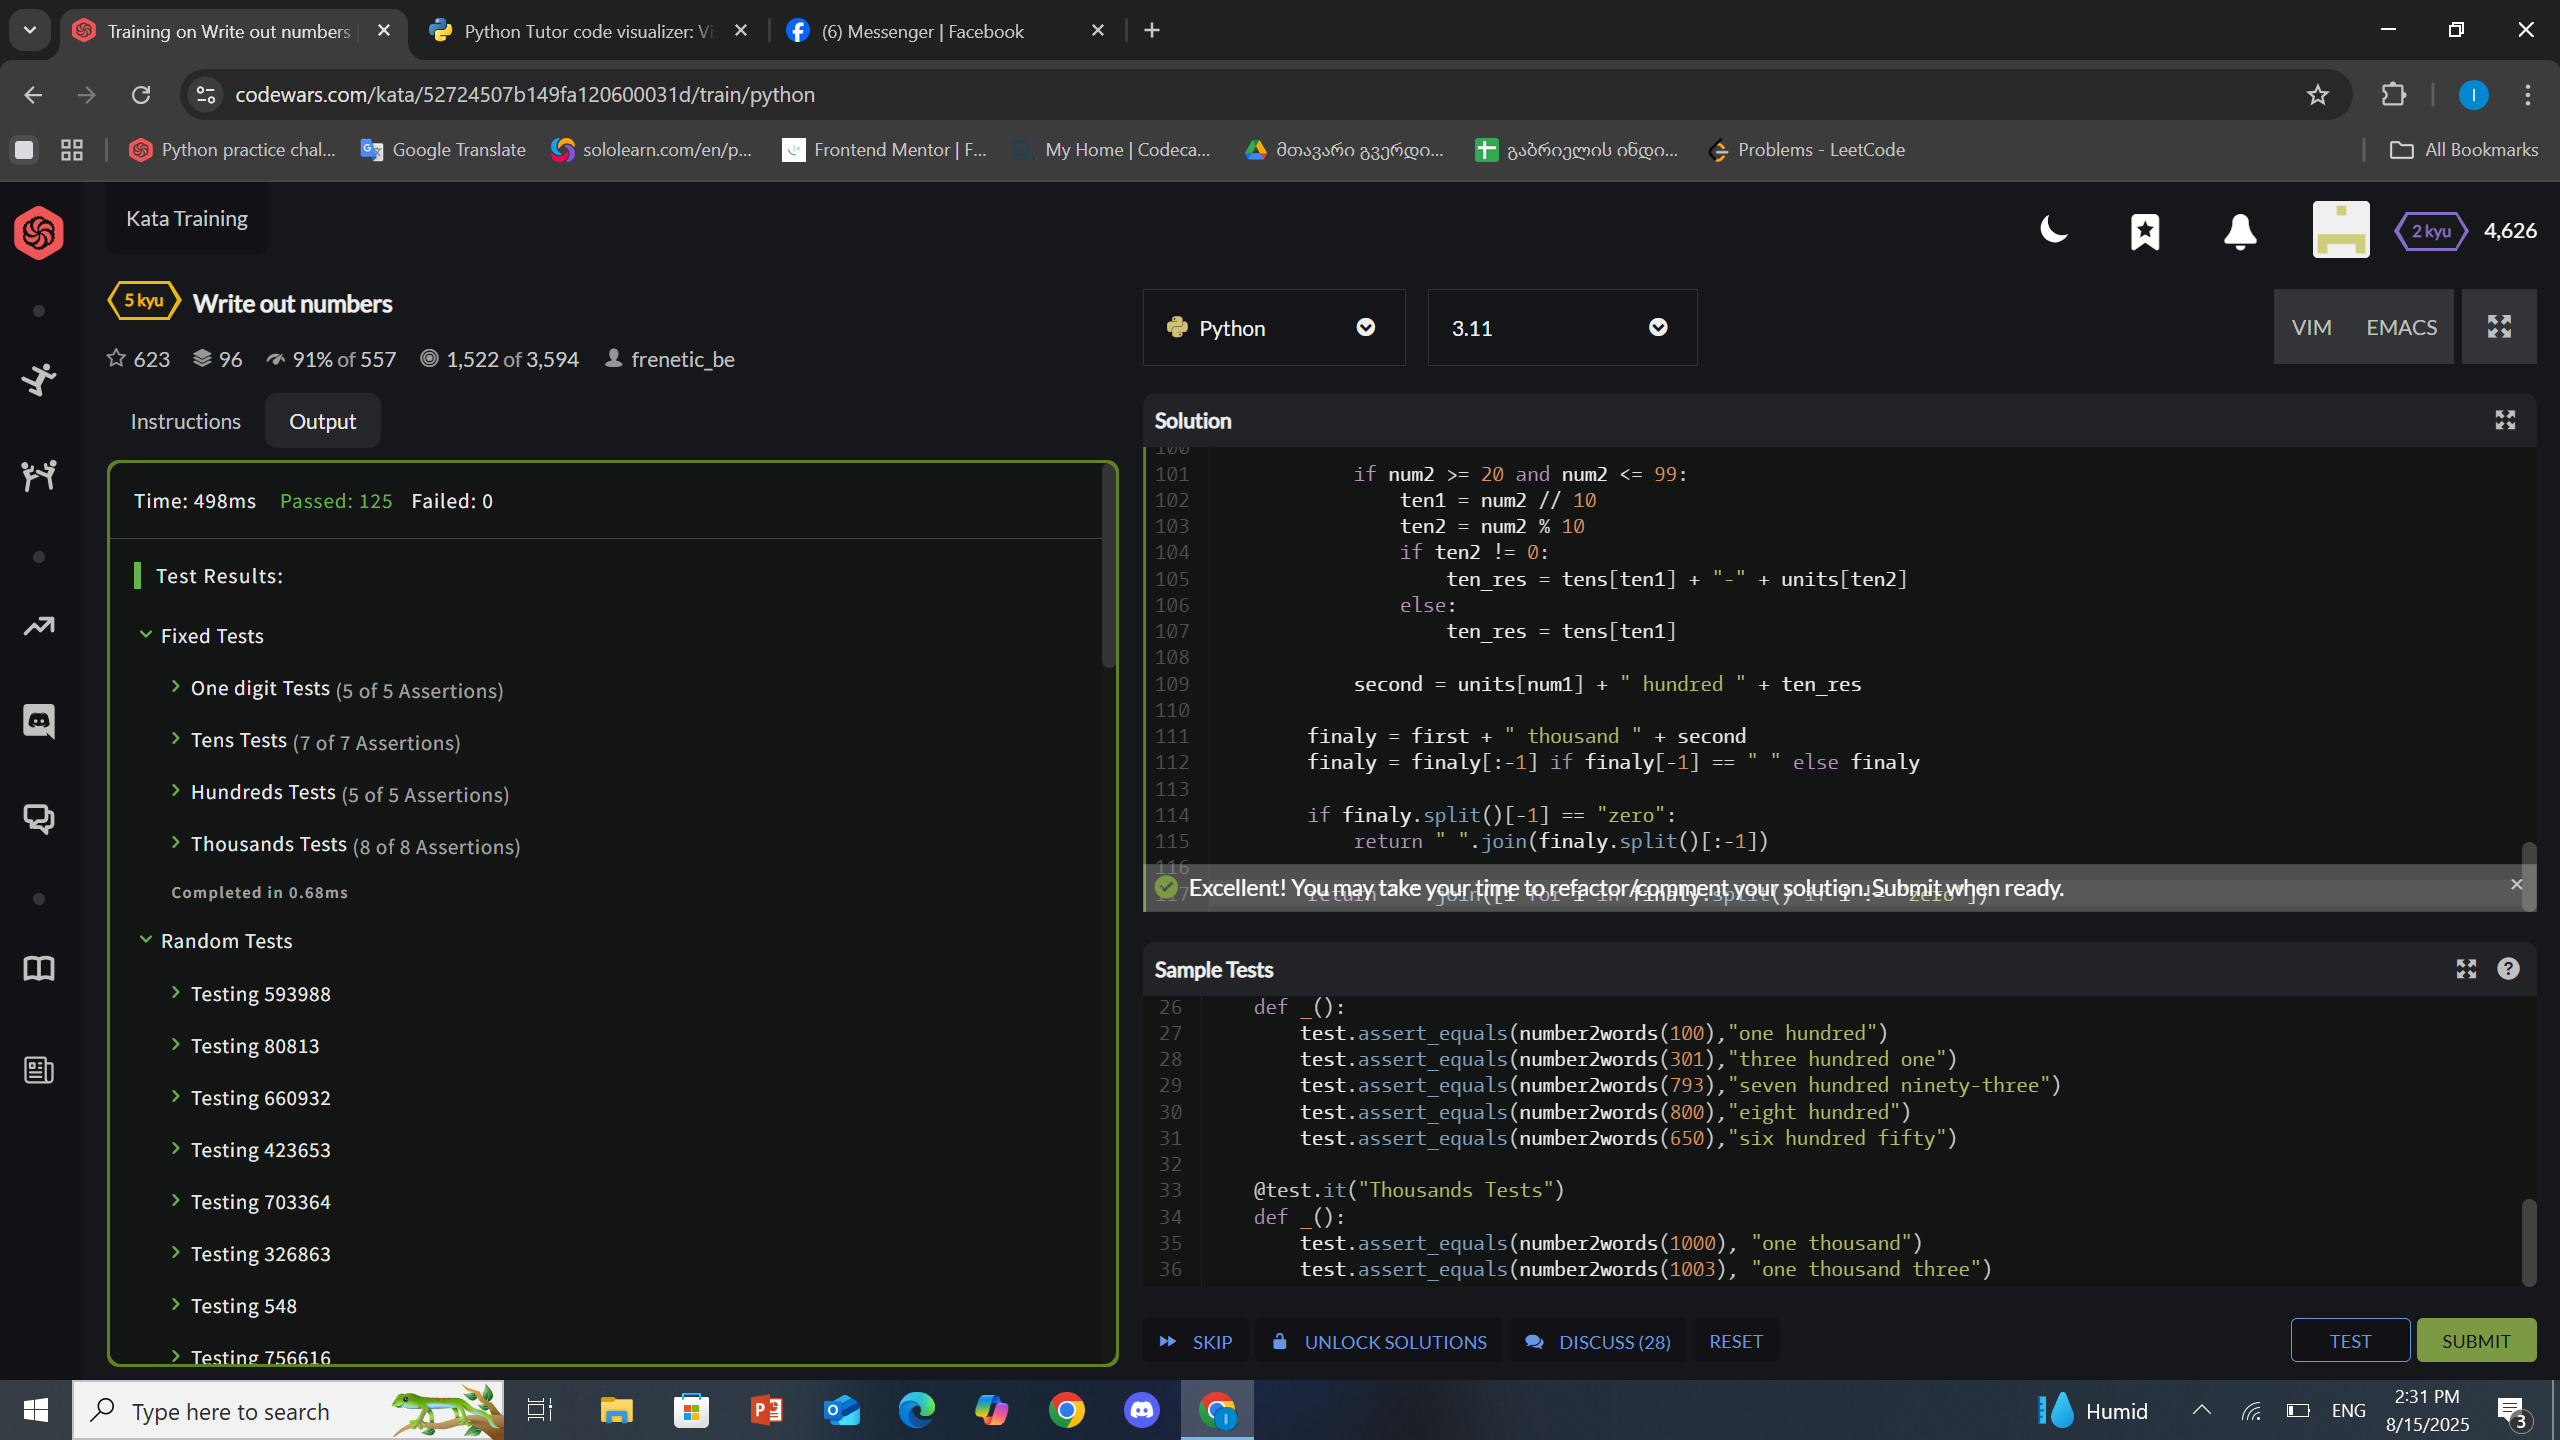 Training on Write out numbers
Python Tutor code visualizer: Vi
(6) Messenger | Facebook
codewars.com/kata/52724507b149fa120600031d/train/python
I
Python practice chal...
Google Translate
sololearn.com/en/p...
Frontend Mentor | F...
My Home | Codeca...
მთავარი გვერდი...
გაბრიელის ინდი...
Problems - LeetCode
All Bookmarks
Kata Training
2 kyu
4,626
5 kyu
Write out numbers
623
96
91% of 557
1,522 of 3,594
frenetic_be
Python
3.11
VIM
EMACS
Instructions
Output
Time: 498ms Passed: 125 Failed: 0
Test Results:
Fixed Tests
One digit Tests (5 of 5 Assertions)
Tens Tests (7 of 7 Assertions)
Hundreds Tests (5 of 5 Assertions)
Thousands Tests (8 of 8 Assertions)
Completed in 0.68ms
Random Tests
Testing 593988
Testing 80813
Testing 660932
Testing 423653
Testing 703364
Testing 326863
Testing 548
Testing 756616
Solution
100
101 if num2 >= 20 and num2 <= 99:
102 ten1 = num2 // 10
103 ten2 = num2 % 10
104 if ten2 != 0:
105 ten_res = tens[ten1] + "-" + units[ten2]
106 else:
107 ten_res = tens[ten1]
108
109 second = units[num1] + " hundred " + ten_res
110
111 finaly = first + " thousand " + second
112 finaly = finaly[:-1] if finaly[-1] == " " else finaly
113
114 if finaly.split()[-1] == "zero":
115 return " ".join(finaly.split()[:-1])
116
Excellent! You may take your time to refactor/comment your solution. Submit when ready.
117
Sample Tests
26 def _():
27 test.assert_equals(number2words(100),"one hundred")
28 test.assert_equals(number2words(301),"three hundred one")
29 test.assert_equals(number2words(793),"seven hundred ninety-three")
30 test.assert_equals(number2words(800),"eight hundred")
31 test.assert_equals(number2words(650),"six hundred fifty")
32
33 @test.it("Thousands Tests")
34 def _():
35 test.assert_equals(number2words(1000), "one thousand")
36 test.assert_equals(number2words(1003), "one thousand three")
SKIP
UNLOCK SOLUTIONS
DISCUSS (28)
RESET
TEST
SUBMIT
Type here to search
Humid
ENG
2:31 PM
8/15/2025
3